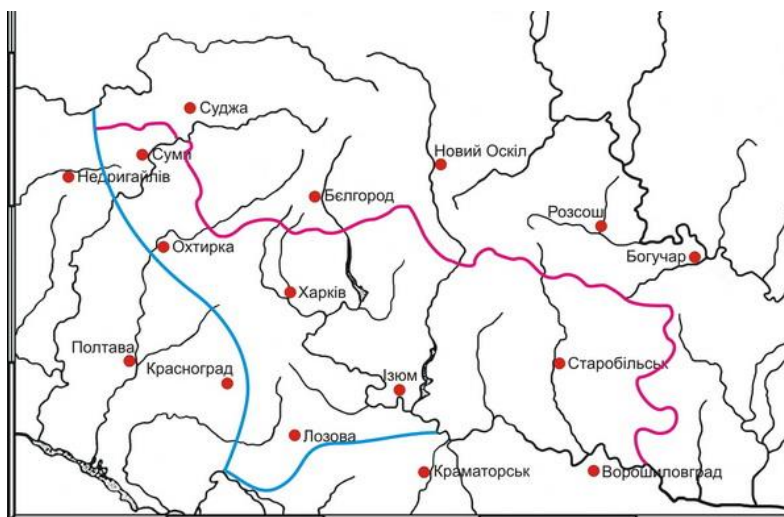 Суджа
Суми
Недригайлів
Новий Оскіл
Бєлгород
Розсош
Охтирка
Богучар
Харків
Полтава
Красноград
Ізюм
Старобільськ
Лозова
Краматорськ
Ворошиловград